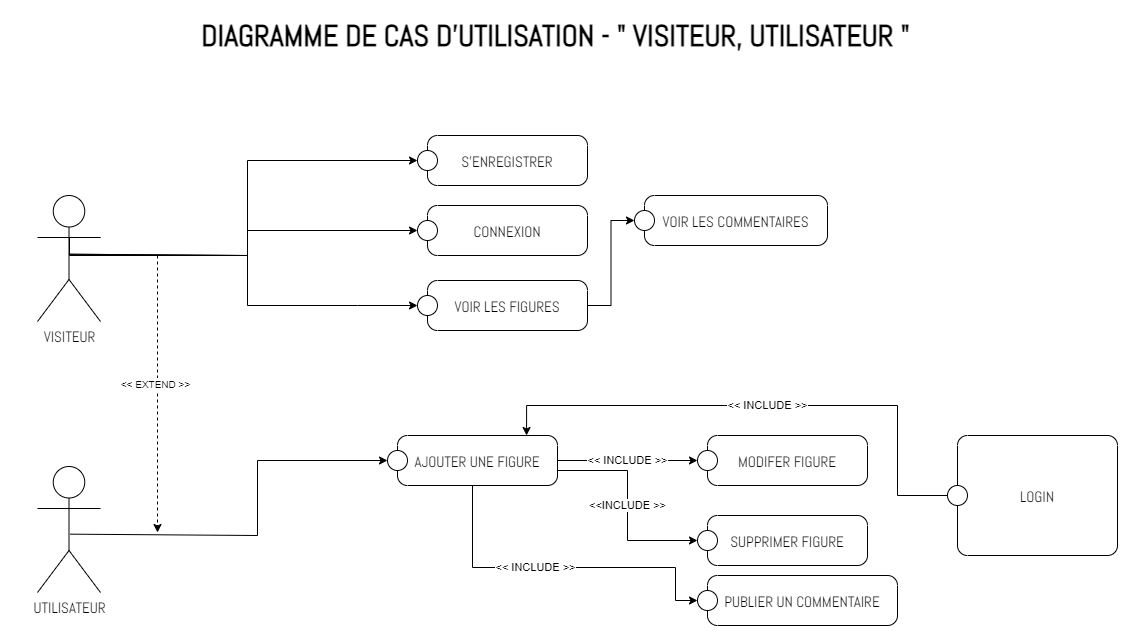 DIAGRAMME DE CAS D'UTILISATION - " VISITEUR, UTILISATEUR "
S'ENREGISTRER
CONNEXION
VOIR LES COMMENTAIRES
VOIR LES FIGURES
VISITEUR
<< EXTEND >>
<< INCLUDE >>
AJOUTER UNE FIGURE
<< INCLUDE >>
MODIFER FIGURE
LOGIN
<<INCLUDE >>
SUPPRIMER FIGURE
<< INCLUDE >>
PUBLIER UN COMMENTAIRE
UTILISATEUR